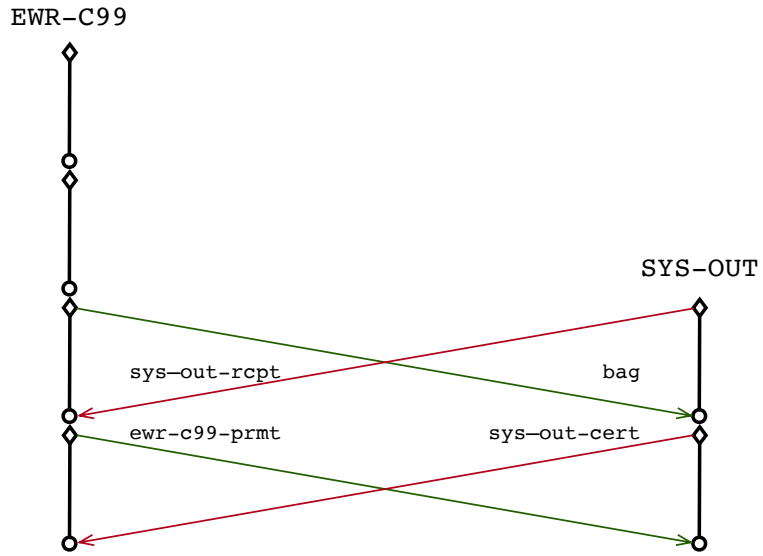 EWR-C99
SYS-OUT
sys—out-rcpt
bag
ewr-c99-prmt
sys—out-cert